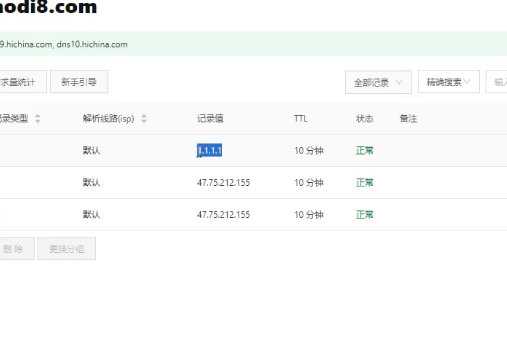 nodi8.com
9.hichina.com, dns10.hichina.com
求量统计 新手引导 全部记录 精确搜索 输入
记录类型 解析线路(isp) 记录值 TTL 状态 备注
默认 1.1.1.1 10 分钟 正常
默认 47.75.212.155 10 分钟 正常
默认 47.75.212.155 10 分钟 正常
删 除 更换分组